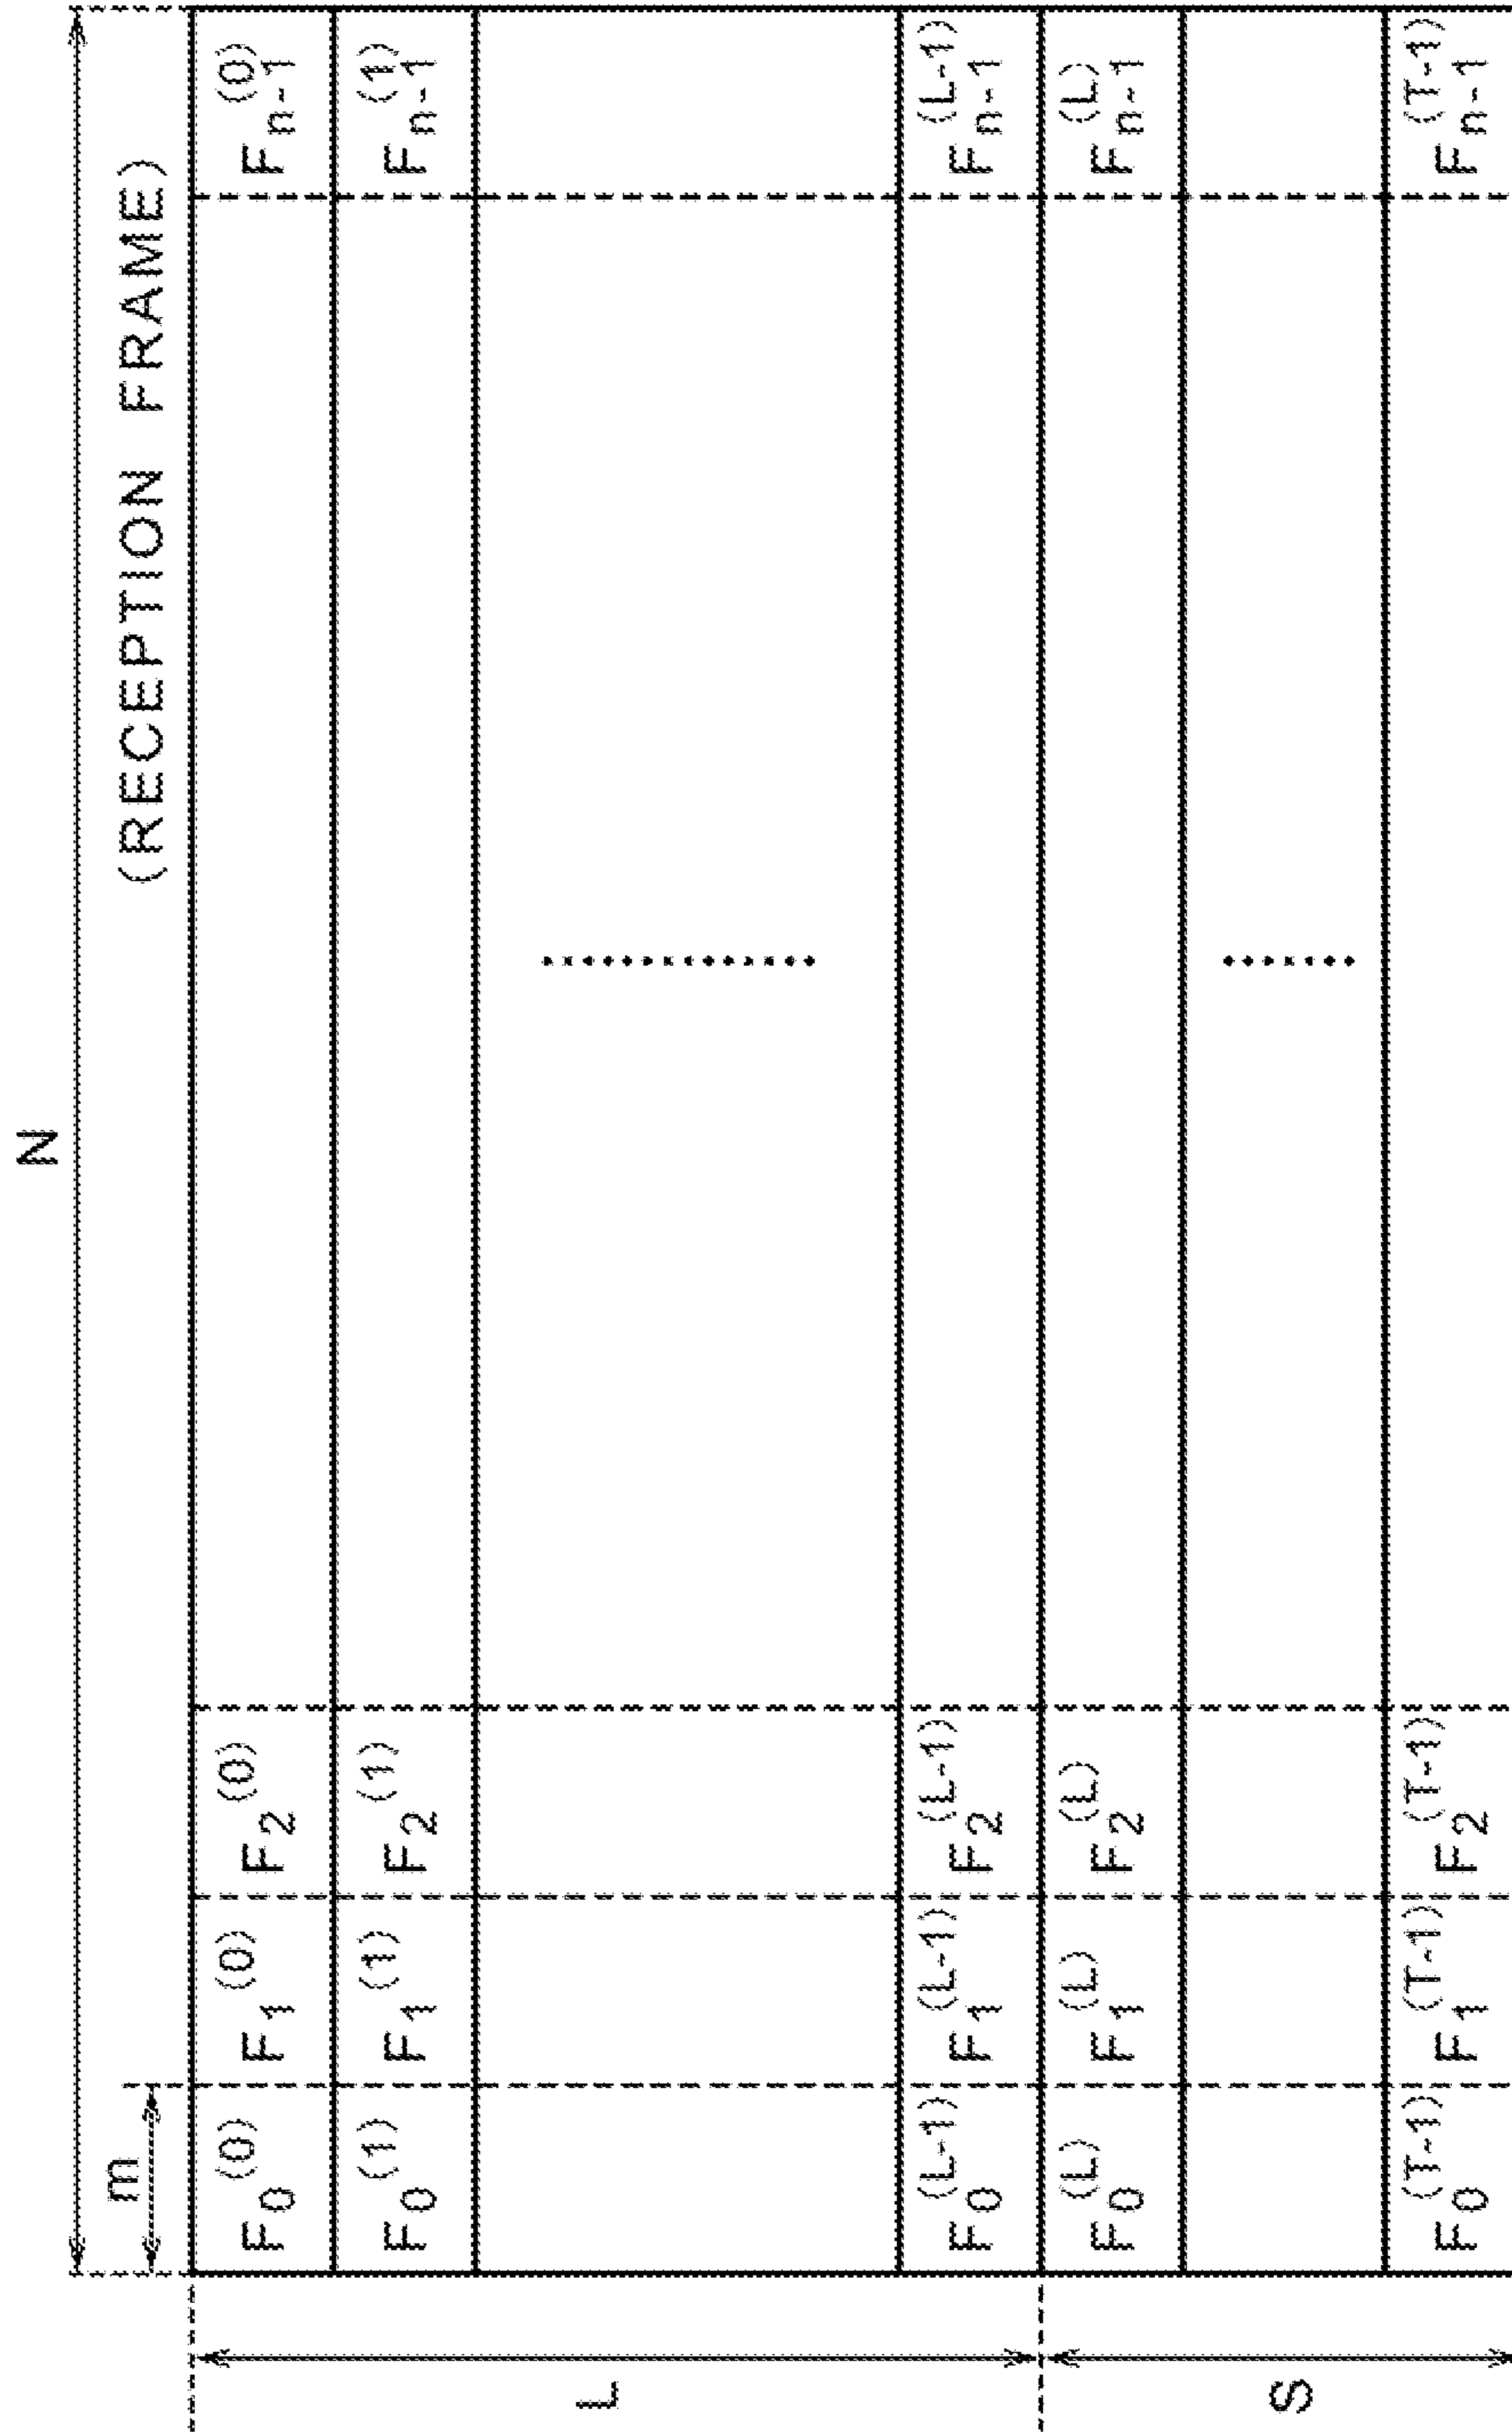 N
m
(RECEPTION FRAME)
F₀⁽⁰⁾ F₁⁽⁰⁾ F₂⁽⁰⁾ Fₙ₋₁⁽⁰⁾
F₀⁽¹⁾ F₁⁽¹⁾ F₂⁽¹⁾ Fₙ₋₁⁽¹⁾
L
F₀^(L-1) F₁^(L-1) F₂^(L-1) Fₙ₋₁^(L-1)
F₀^(L) F₁^(L) F₂^(L) Fₙ₋₁^(L)
S
F₀^(T-1) F₁^(T-1) F₂^(T-1) Fₙ₋₁^(T-1)